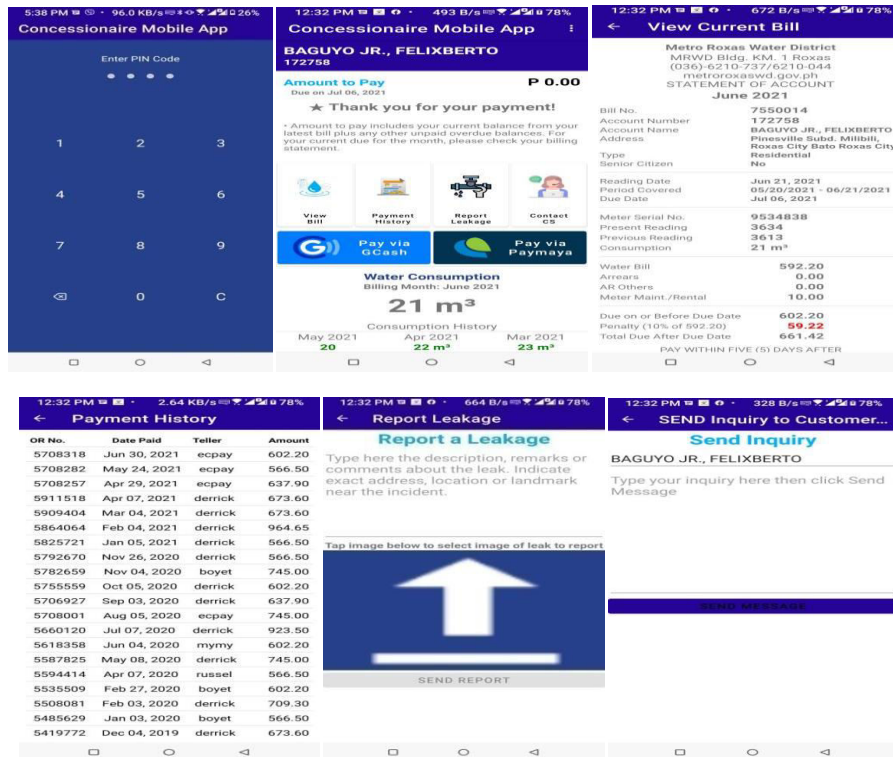 5:38 PM 96.0 KB/s 26%
Concessionaire Mobile App
Enter PIN Code
1 2 3
4 5 6
7 8 9
0 C
12:32 PM 493 B/s 78%
Concessionaire Mobile App
BAGUYO JR., FELIXBERTO
172758
Amount to Pay P 0.00
Due on Jul 06, 2021
★ Thank you for your payment!
• Amount to pay includes your current balance from your
latest bill plus any other unpaid overdue balances. For
your current due for the month, please check your billing
statement.
View Bill
Payment History
Report Leakage
Contact CS
Pay via GCash
Pay via Paymaya
Water Consumption
Billing Month: June 2021
21 m³
Consumption History
May 2021 Apr 2021 Mar 2021
20 22 m³ 23 m³
12:32 PM 672 B/s 78%
← View Current Bill
Metro Roxas Water District
MRWD Bldg. KM. 1 Roxas
(036)-6210-737/6210-044
metroroxaswd.gov.ph
STATEMENT OF ACCOUNT
June 2021
Bill No. 7550014
Account Number 172758
Account Name BAGUYO JR., FELIXBERTO
Address Pinesville Subd. Milibili,
Roxas City Bato Roxas City
Type Residential
Senior Citizen No
Reading Date Jun 21, 2021
Period Covered 05/20/2021 - 06/21/2021
Due Date Jul 06, 2021
Meter Serial No. 9534838
Present Reading 3634
Previous Reading 3613
Consumption 21 m³
Water Bill 592.20
Arrears 0.00
AR Others 0.00
Meter Maint./Rental 10.00
Due on or Before Due Date 602.20
Penalty (10% of 592.20) 59.22
Total Due After Due Date 661.42
PAY WITHIN FIVE (5) DAYS AFTER
12:32 PM 2.64 KB/s 78%
← Payment History
OR No. Date Paid Teller Amount
5708318 Jun 30, 2021 ecpay 602.20
5708282 May 24, 2021 ecpay 566.50
5708257 Apr 29, 2021 ecpay 637.90
5911518 Apr 07, 2021 derrick 673.60
5909404 Mar 04, 2021 derrick 673.60
5864064 Feb 04, 2021 derrick 964.65
5825721 Jan 05, 2021 derrick 566.50
5792670 Nov 26, 2020 derrick 566.50
5782659 Nov 04, 2020 boyet 745.00
5755559 Oct 05, 2020 derrick 602.20
5706927 Sep 03, 2020 derrick 637.90
5708001 Aug 05, 2020 ecpay 745.00
5660120 Jul 07, 2020 derrick 923.50
5618358 Jun 04, 2020 mymy 602.20
5587825 May 08, 2020 derrick 745.00
5594414 Apr 07, 2020 russel 566.50
5535509 Feb 27, 2020 boyet 602.20
5508081 Feb 03, 2020 derrick 709.30
5485629 Jan 03, 2020 boyet 566.50
5419772 Dec 04, 2019 derrick 673.60
12:32 PM 664 B/s 78%
← Report Leakage
Report a Leakage
Type here the description, remarks or
comments about the leak. Indicate
exact address, location or landmark
near the incident.
Tap image below to select image of leak to report
SEND REPORT
12:32 PM 328 B/s 78%
← SEND Inquiry to Customer...
Send Inquiry
BAGUYO JR., FELIXBERTO
Type your inquiry here then click Send
Message
SEND MESSAGE